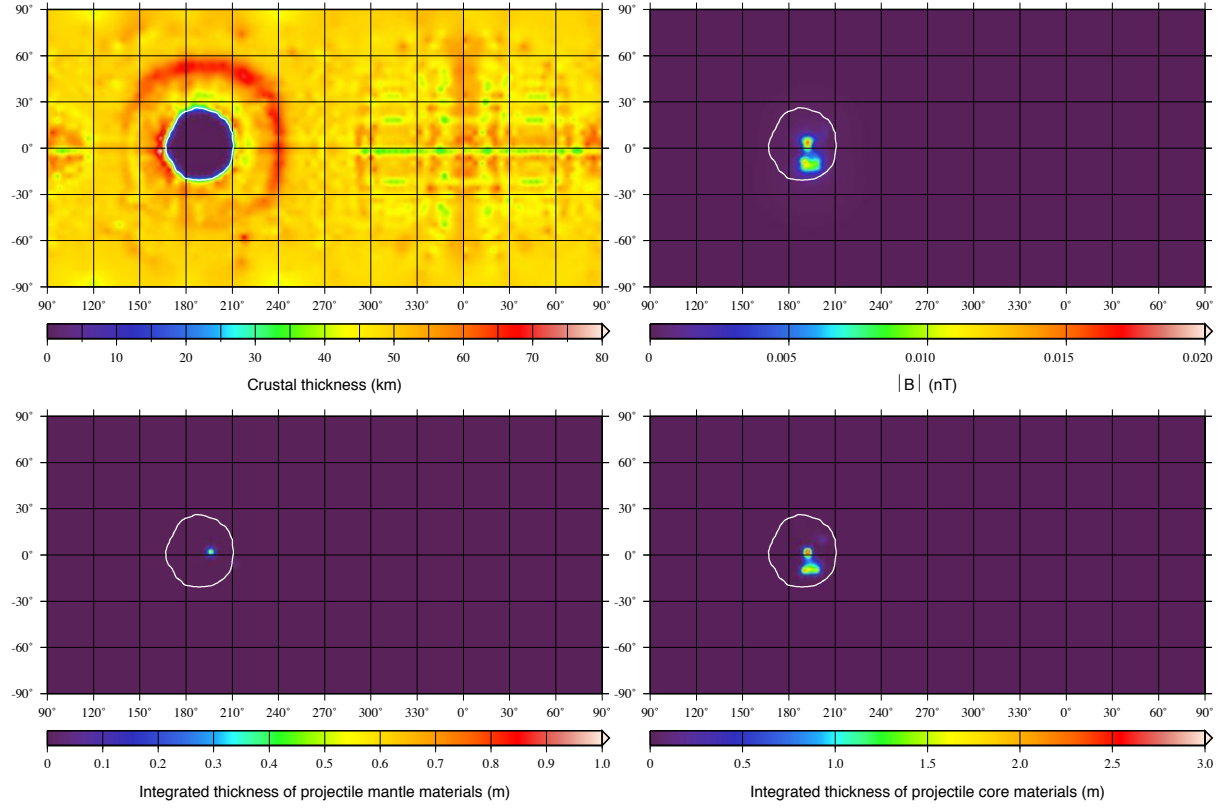 90˚ 90˚
60˚ 60˚
30˚ 30˚
0˚ 0˚
-30˚ -30˚
-60˚ -60˚
-90˚ -90˚
90˚ 120˚ 150˚ 180˚ 210˚ 240˚ 270˚ 300˚ 330˚ 0˚ 30˚ 60˚ 90˚ 90˚ 120˚ 150˚ 180˚ 210˚ 240˚ 270˚ 300˚ 330˚ 0˚ 30˚ 60˚ 90˚
0 10 20 30 40 50 60 70 80 0 0.005 0.010 0.015 0.020
Crustal thickness (km) |B| (nT)
90˚ 90˚
60˚ 60˚
30˚ 30˚
0˚ 0˚
-30˚ -30˚
-60˚ -60˚
-90˚ -90˚
90˚ 120˚ 150˚ 180˚ 210˚ 240˚ 270˚ 300˚ 330˚ 0˚ 30˚ 60˚ 90˚ 90˚ 120˚ 150˚ 180˚ 210˚ 240˚ 270˚ 300˚ 330˚ 0˚ 30˚ 60˚ 90˚
0 0.1 0.2 0.3 0.4 0.5 0.6 0.7 0.8 0.9 1.0 0 0.5 1.0 1.5 2.0 2.5 3.0
Integrated thickness of projectile mantle materials (m) Integrated thickness of projectile core materials (m)